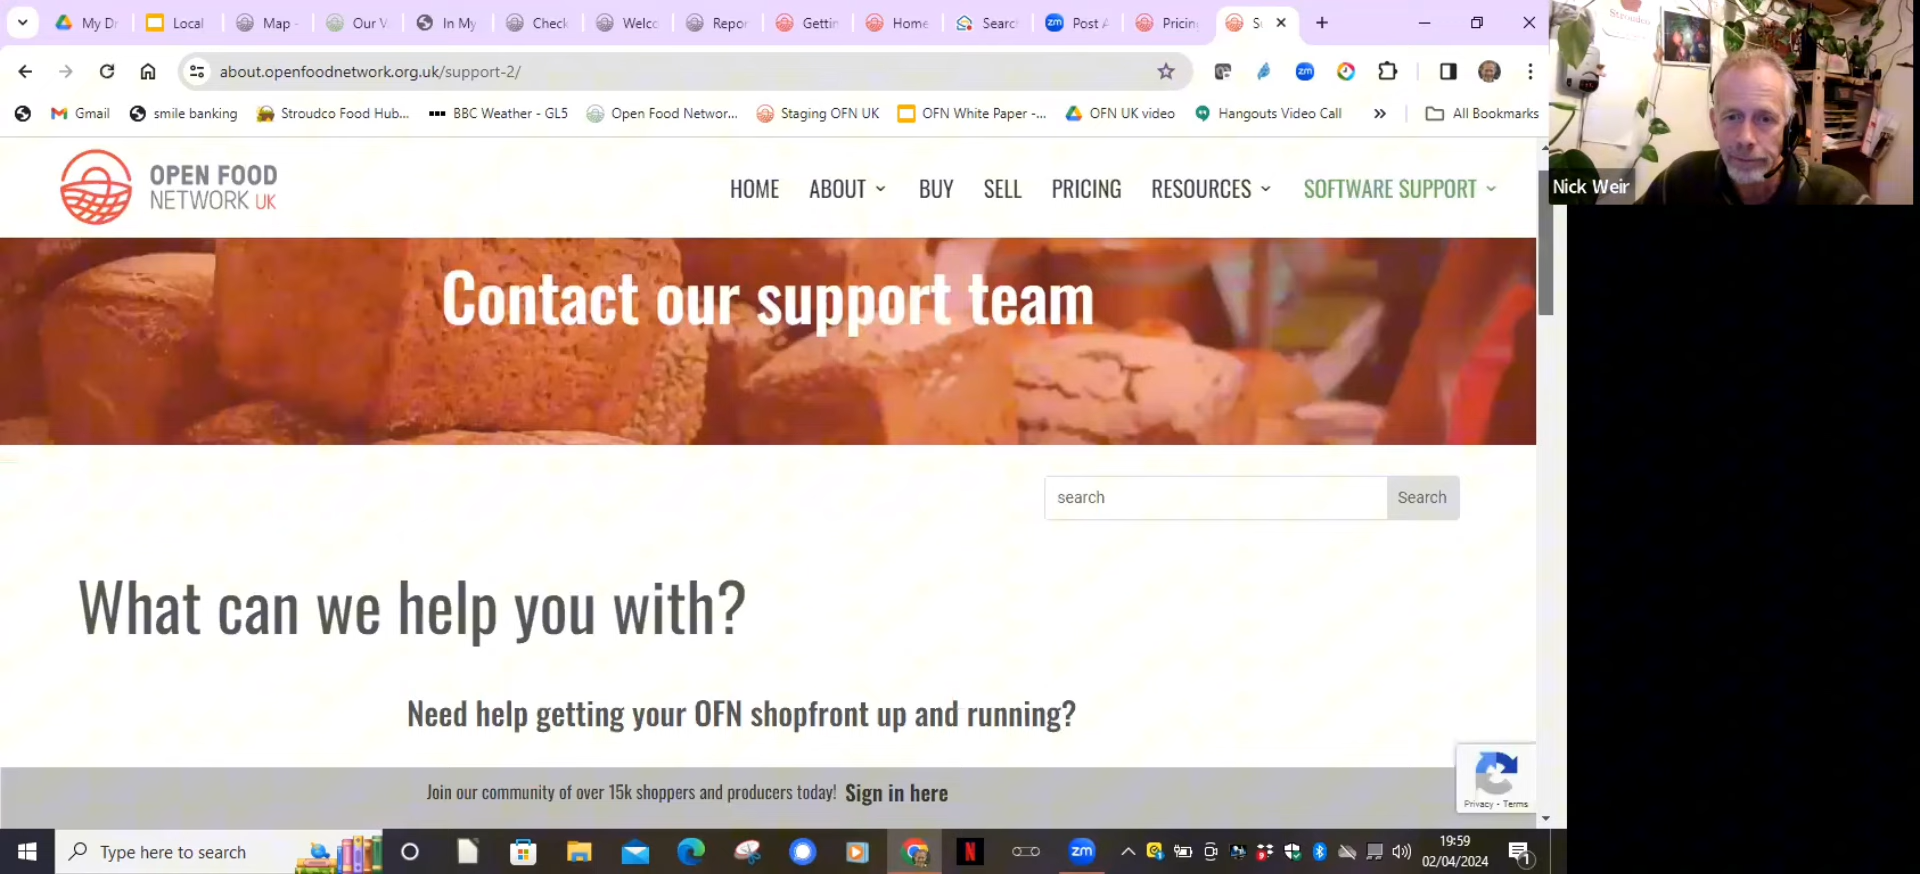 My Dr
Local
Map -
Our V
In My
Check
Welco
Repor
Gettin
Home
Searc
Post A
Pricin
about.openfoodnetwork.org.uk/support-2/
Gmail
smile banking
Stroudco Food Hub...
BBC Weather - GL5
Open Food Networ...
Staging OFN UK
OFN White Paper -...
OFN UK video
Hangouts Video Call
All Bookmarks
Stroudco
Nick Weir
OPEN FOOD
NETWORK UK
HOME
ABOUT
BUY
SELL
PRICING
RESOURCES
SOFTWARE SUPPORT
Contact our support team
search
Search
What can we help you with?
Need help getting your OFN shopfront up and running?
Join our community of over 15k shoppers and producers today! Sign in here
Privacy - Terms
Type here to search
zm
19:59
02/04/2024
1